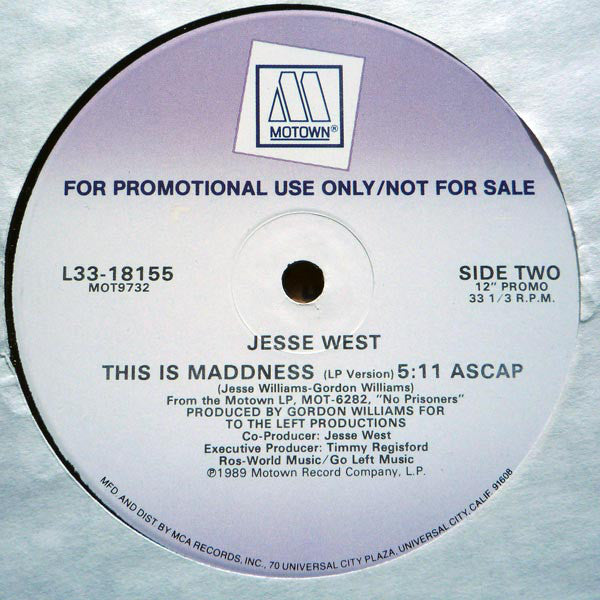 MOTOWN®
FOR PROMOTIONAL USE ONLY/NOT FOR SALE
L33-18155
MOT9732
SIDE TWO
12" PROMO
33 1/3 R.P.M.
JESSE WEST
THIS IS MADDNESS (LP Version) 5:11 ASCAP
(Jesse Williams-Gordon Williams)
From the Motown LP, MOT-6282, "No Prisoners"
PRODUCED BY GORDON WILLIAMS FOR
TO THE LEFT PRODUCTIONS
Co-Producer: Jesse West
Executive Producer: Timmy Regisford
Ros-World Music/Go Left Music
℗1989 Motown Record Company, L.P.
MFD. AND DIST BY MCA RECORDS, INC., 70 UNIVERSAL CITY PLAZA, UNIVERSAL CITY, CALIF. 91608